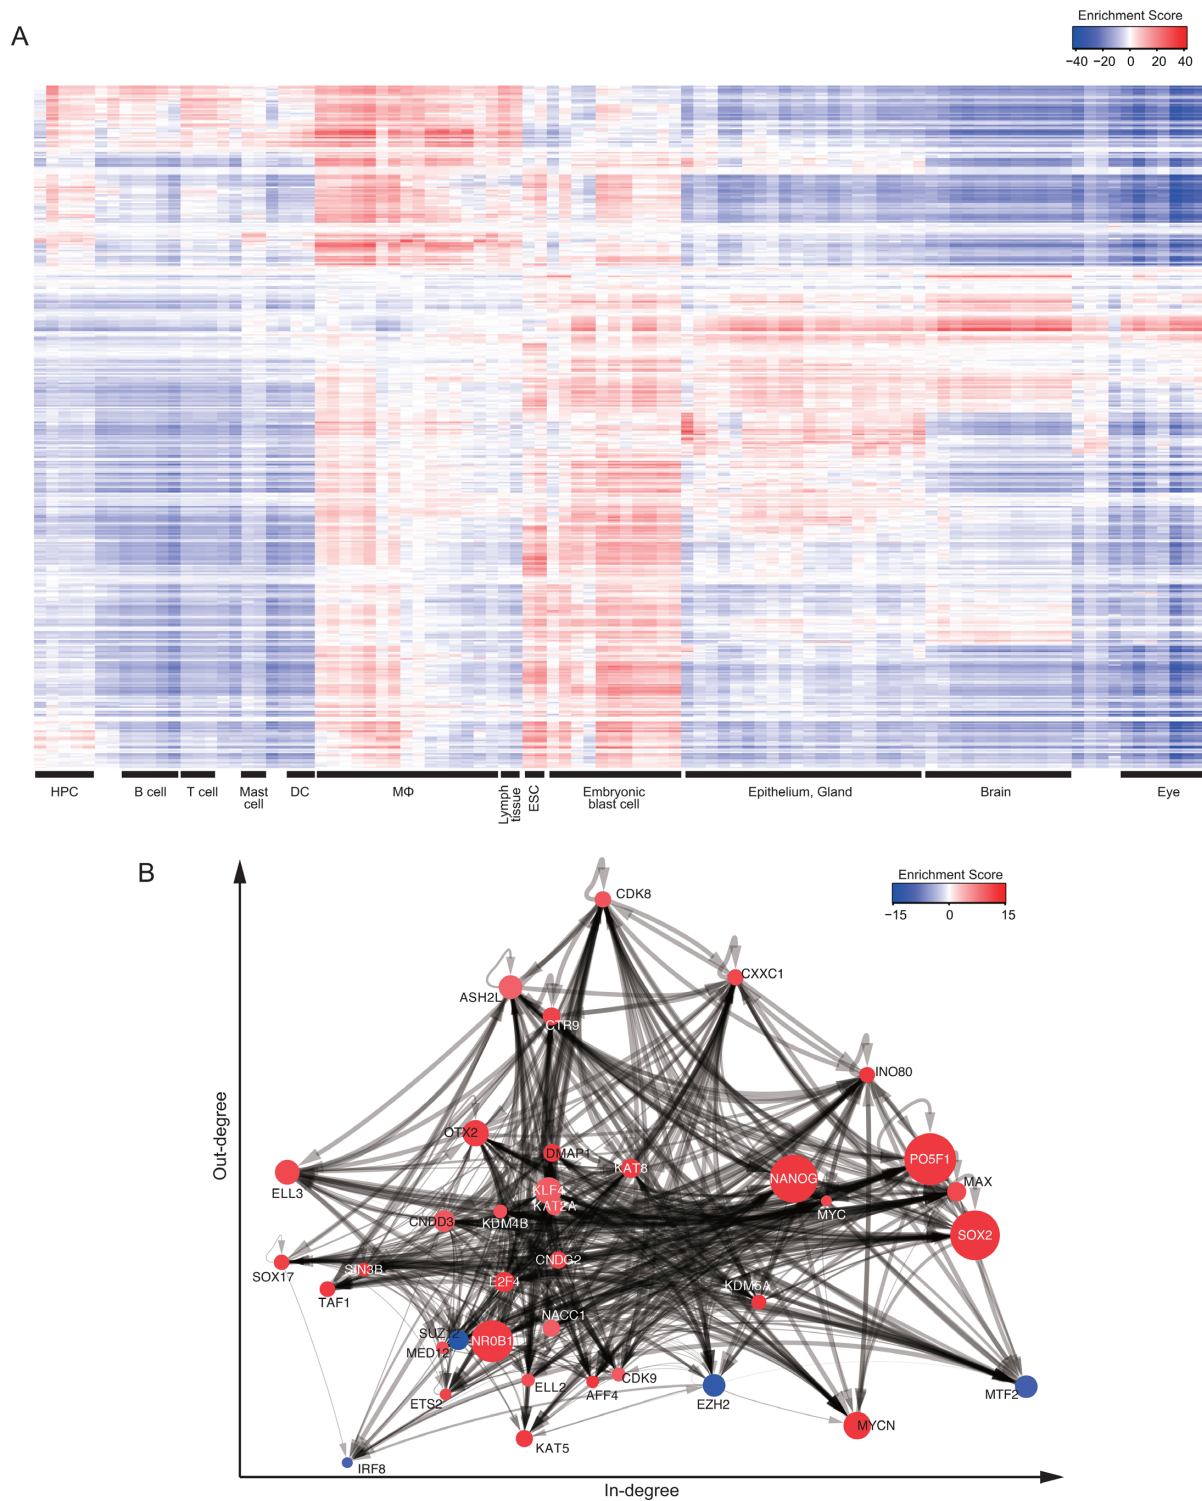 A
Enrichment Score
−40 −20 0 20 40
HPC
B cell
T cell
Mast
cell
DC
MΦ
Lymph
tissue
ESC
Embryonic
blast cell
Epithelium, Gland
Brain
Eye
B
Enrichment Score
−15 0 15
Out-degree
CDK8
CXXC1
ASH2L
CTR9
INO80
OTX2
DMAP1
KAT8
PO5F1
NANOG
ELL3
KLF4
MAX
KAT2A
MYC
CNDD3
KDM4B
SOX2
SOX17
SIN3B
CNDG2
E2F4
KDM5A
TAF1
NACC1
SUZ12
NR0B1
MED12
CDK9
ELL2
AFF4
ETS2
EZH2
MTF2
MYCN
KAT5
IRF8
In-degree